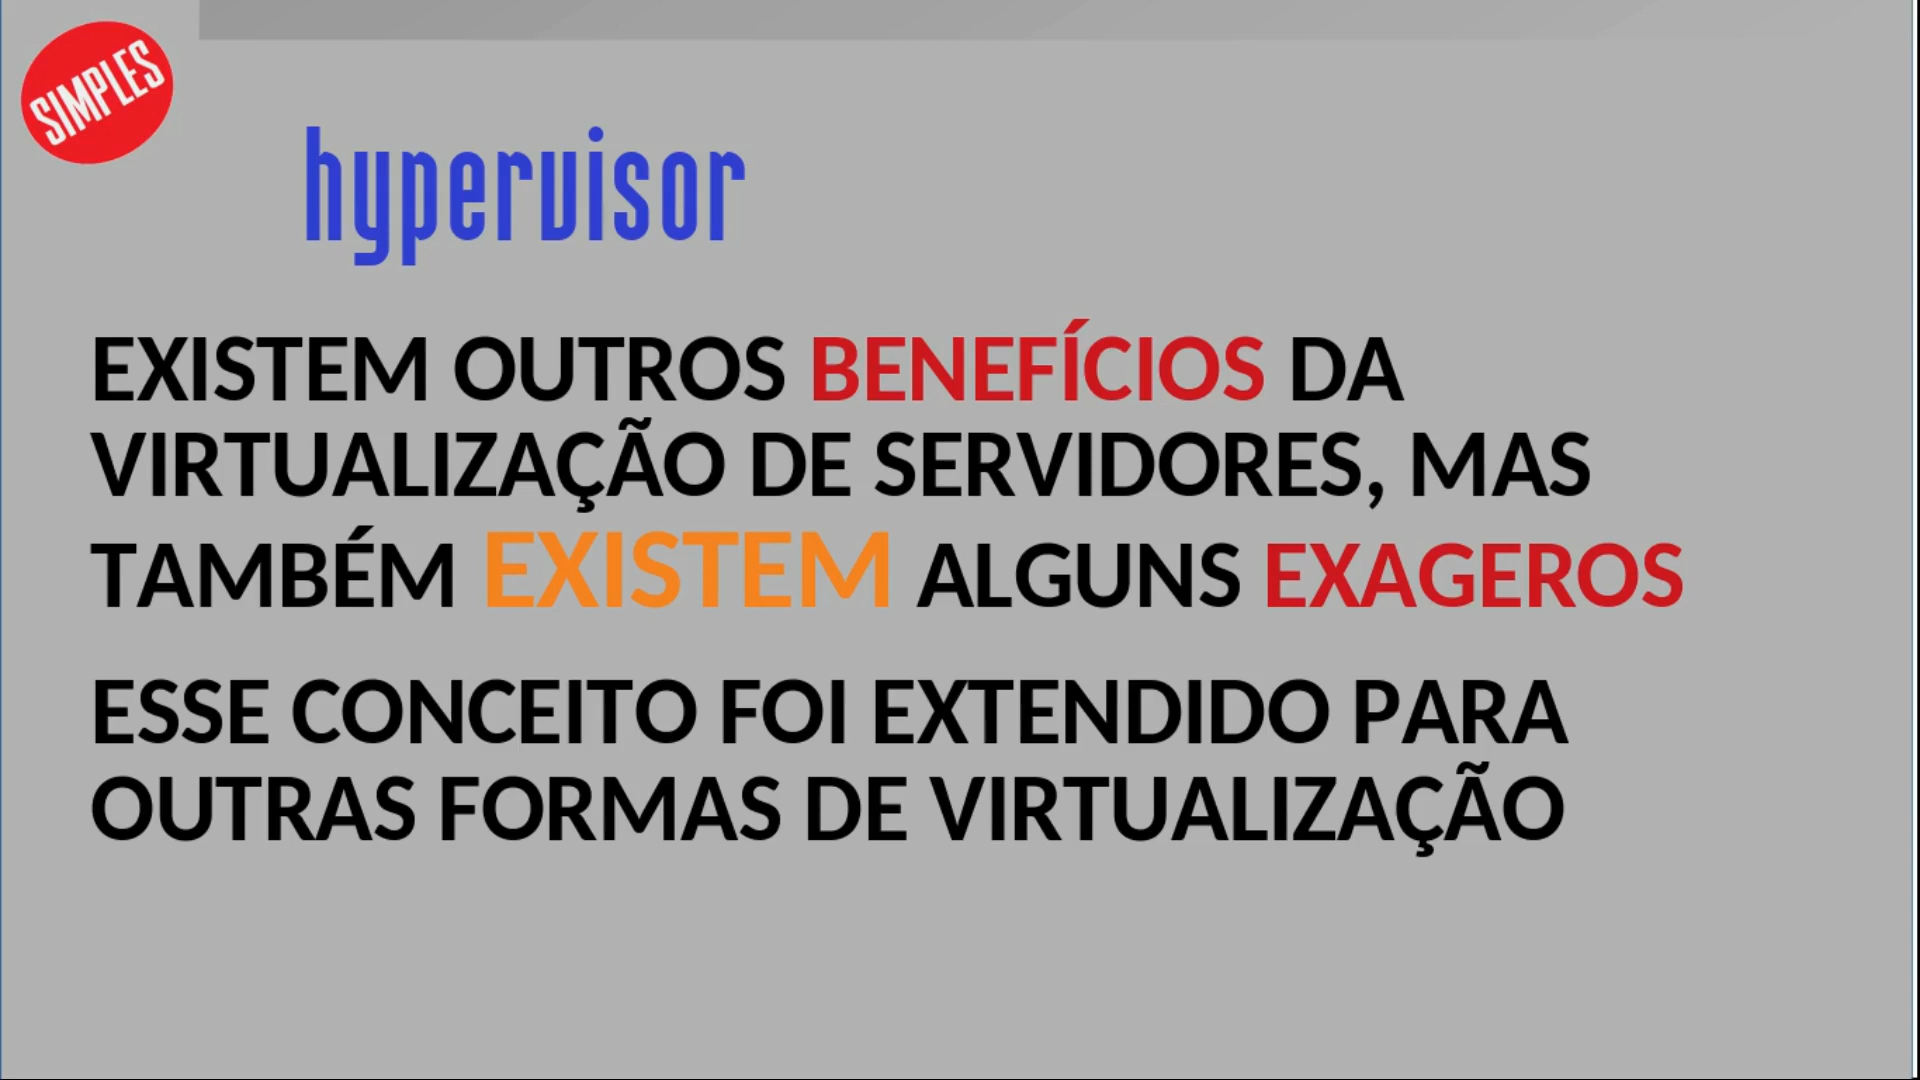 SIMPLES
hypervisor
EXISTEM OUTROS BENEFÍCIOS DA
VIRTUALIZAÇÃO DE SERVIDORES, MAS
TAMBÉM EXISTEM ALGUNS EXAGEROS
ESSE CONCEITO FOI EXTENDIDO PARA
OUTRAS FORMAS DE VIRTUALIZAÇÃO